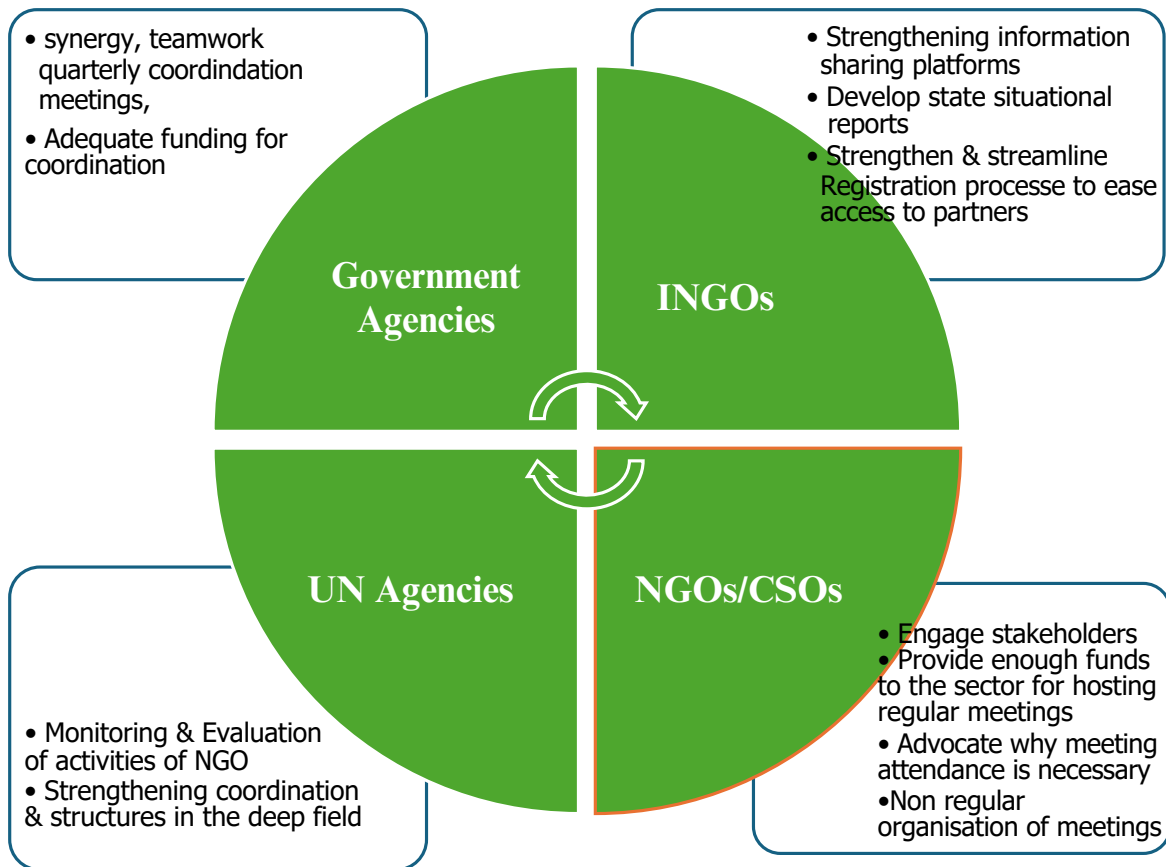 • synergy, teamwork
quarterly coordindation
meetings,
• Adequate funding for
coordination
• Strengthening information
sharing platforms
• Develop state situational
reports
• Strengthen & streamline
Registration processe to ease
access to partners
Government
Agencies
INGOs
UN Agencies
NGOs/CSOs
• Monitoring & Evaluation
of activities of NGO
• Strengthening coordination
& structures in the deep field
• Engage stakeholders
• Provide enough funds
to the sector for hosting
regular meetings
• Advocate why meeting
attendance is necessary
•Non regular
organisation of meetings